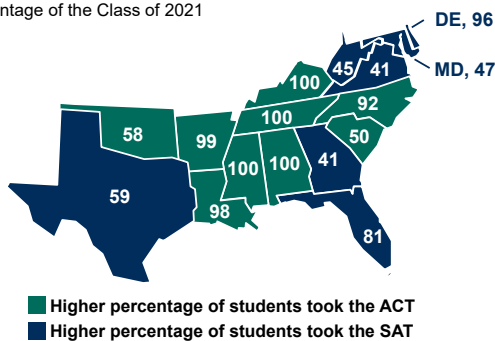 ntage of the Class of 2021
DE, 96
45
41
MD, 47
100
92
100
58
99
50
100
100
41
59
98
81
Higher percentage of students took the ACT
Higher percentage of students took the SAT